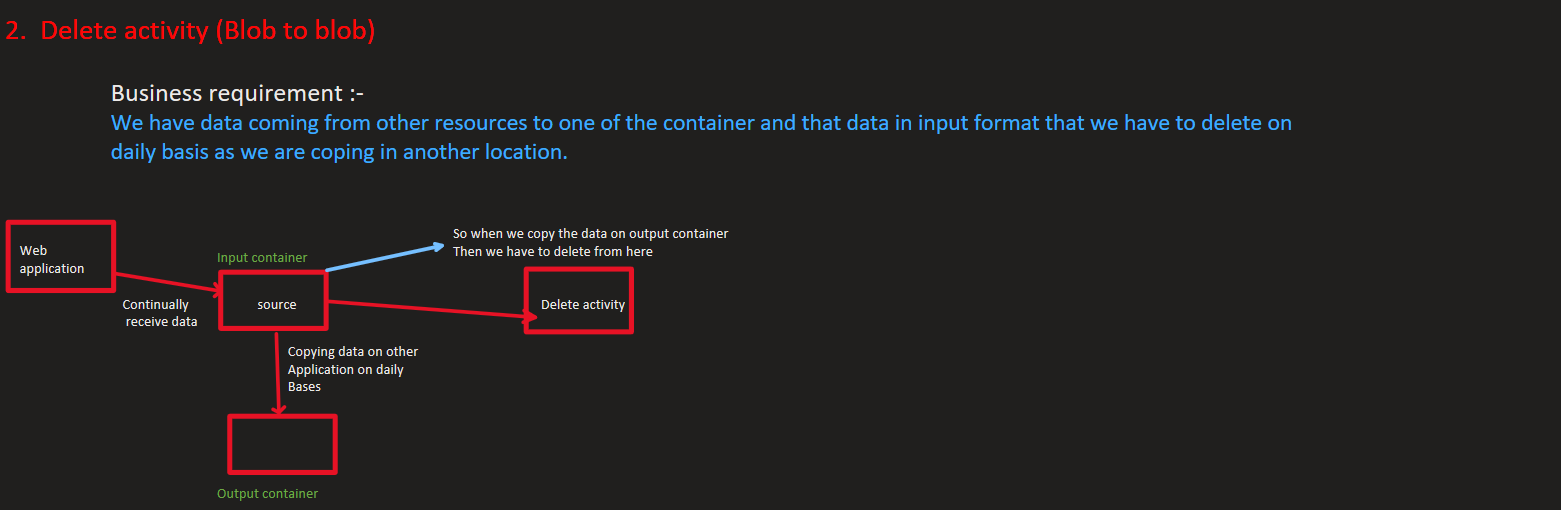 2. Delete activity (Blob to blob)
Business requirement :-
We have data coming from other resources to one of the container and that data in input format that we have to delete on
daily basis as we are coping in another location.
So when we copy the data on output container
Then we have to delete from here
Web
application
Input container
Continually
receive data
source
Delete activity
Copying data on other
Application on daily
Bases
Output container